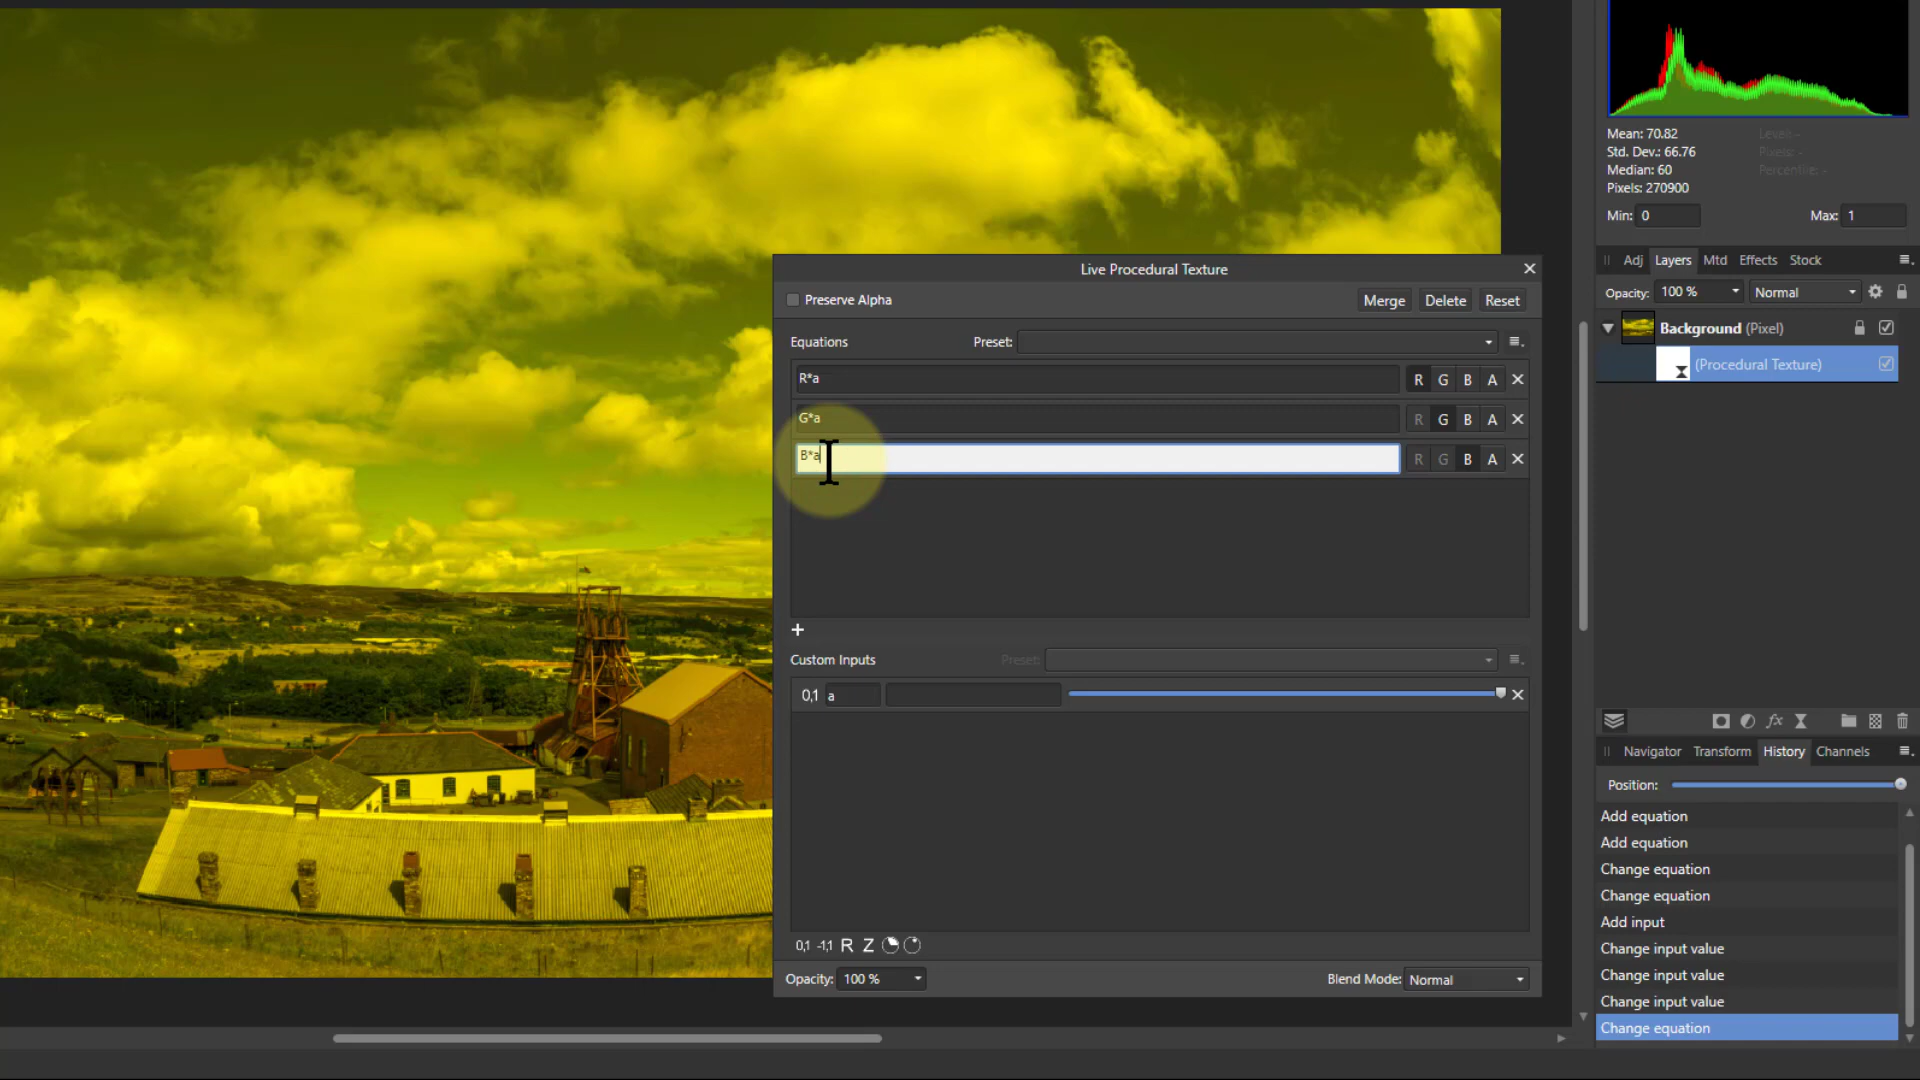 Mean: 70.82
Std. Dev.: 66.76
Median: 60
Pixels: 270900
Level: -
Pixels: -
Percentile: -
Min: 0
Max: 1
Adj Layers Mtd Effects Stock
Opacity: 100 % Normal
Background (Pixel)
(Procedural Texture)
Live Procedural Texture
Preserve Alpha
Merge Delete Reset
Equations Preset:
R*a R G B A
G*a R G B A
B*a R G B A
Custom Inputs Preset:
0,1 a
0,1 -1,1 R Z
Opacity: 100 %
Blend Mode: Normal
fx
Navigator Transform History Channels
Position:
Add equation
Add equation
Change equation
Change equation
Add input
Change input value
Change input value
Change input value
Change equation